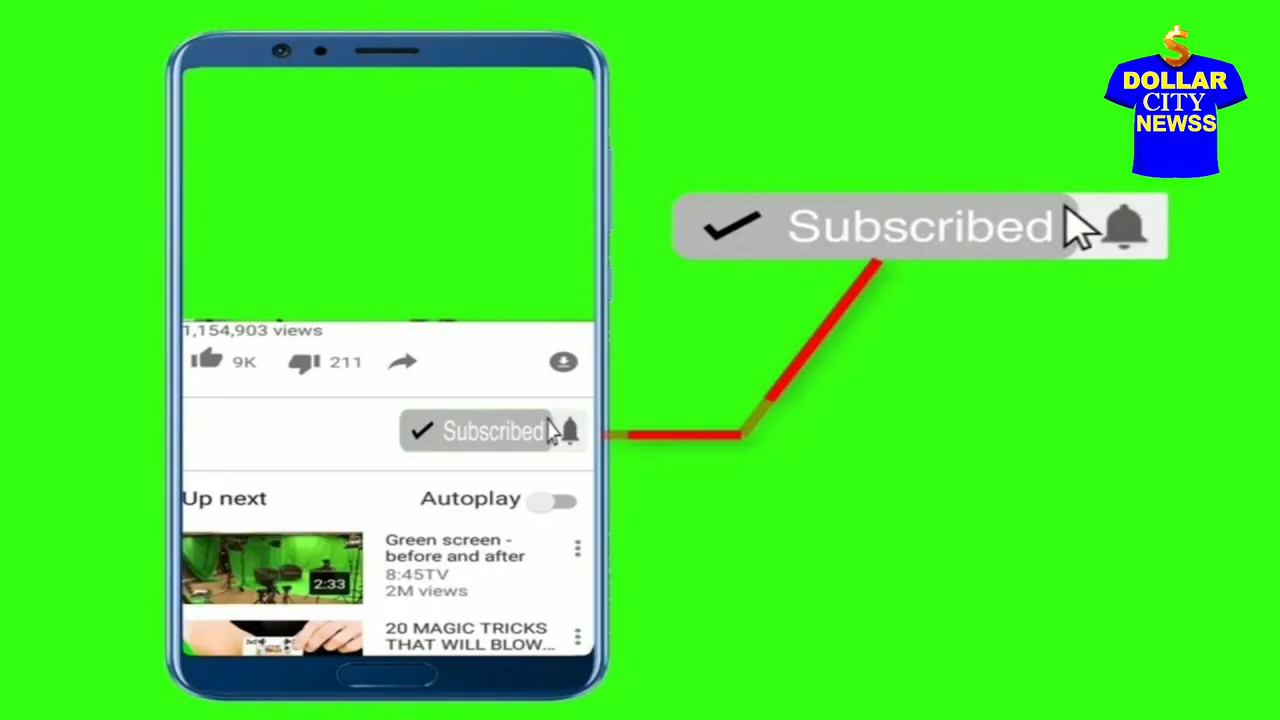 DOLLAR
CITY
NEWSS
Subscribed
1,154,903 views
9K
211
Subscribed
Up next
Autoplay
Green screen -
before and after
8:45TV
2M views
2:33
20 MAGIC TRICKS
THAT WILL BLOW...